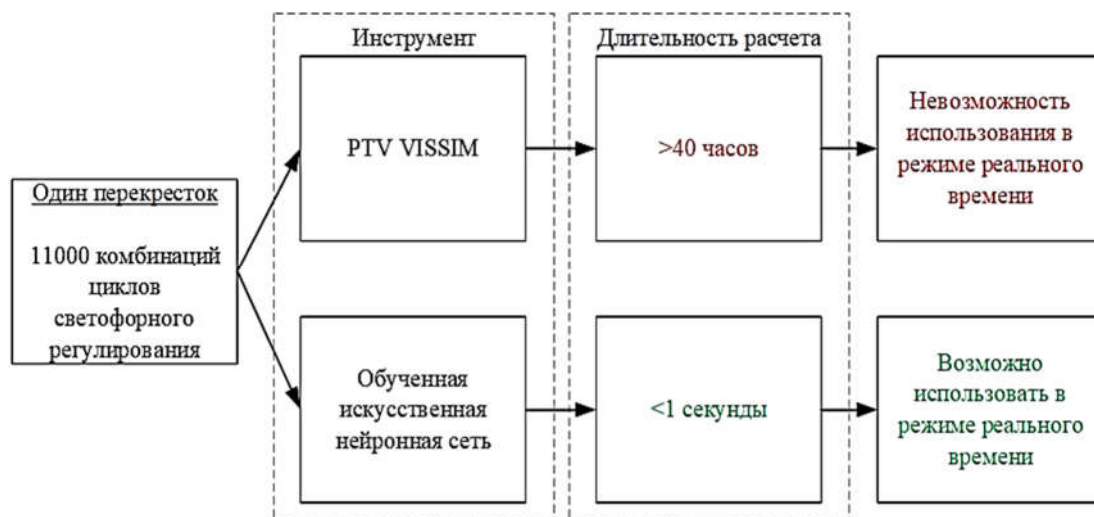 Инструмент
Длительность расчета
Один перекресток
11000 комбинаций
циклов
светофорного
регулирования
PTV VISSIM
>40 часов
Невозможность
использования в
режиме реального
времени
Обученная
искусственная
нейронная сеть
<1 секунды
Возможно
использовать в
режиме реального
времени